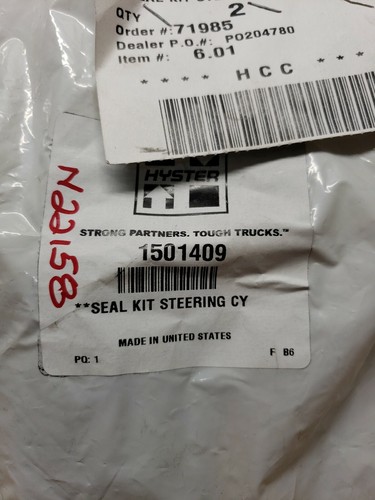 QTY 2
Order #:71985
Dealer P.O.#: PO204780
Item #: 6.01
* * * * HCC * * *
HYSTER
STRONG PARTNERS. TOUGH TRUCKS.™
1501409
**SEAL KIT STEERING CY
MADE IN UNITED STATES
PQ: 1 F B6
N22158